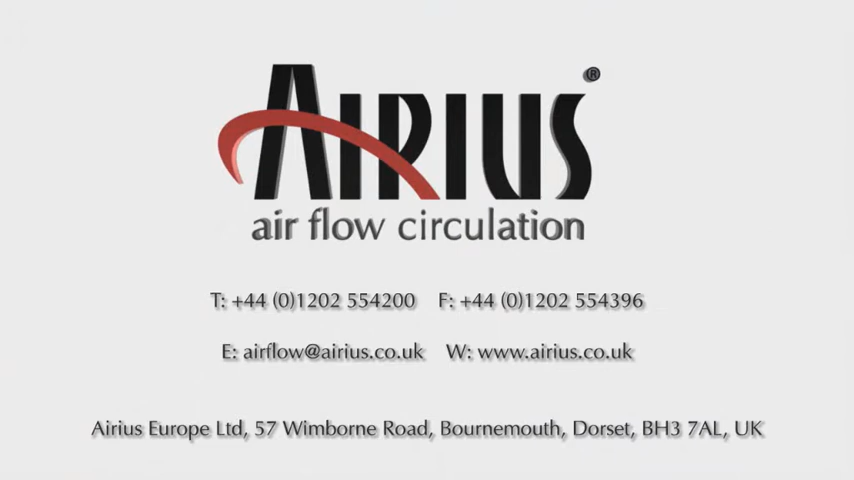 AIRIUS®
air flow circulation
T: +44 (0)1202 554200 F: +44 (0)1202 554396
E: airflow@airius.co.uk W: www.airius.co.uk
Airius Europe Ltd, 57 Wimborne Road, Bournemouth, Dorset, BH3 7AL, UK